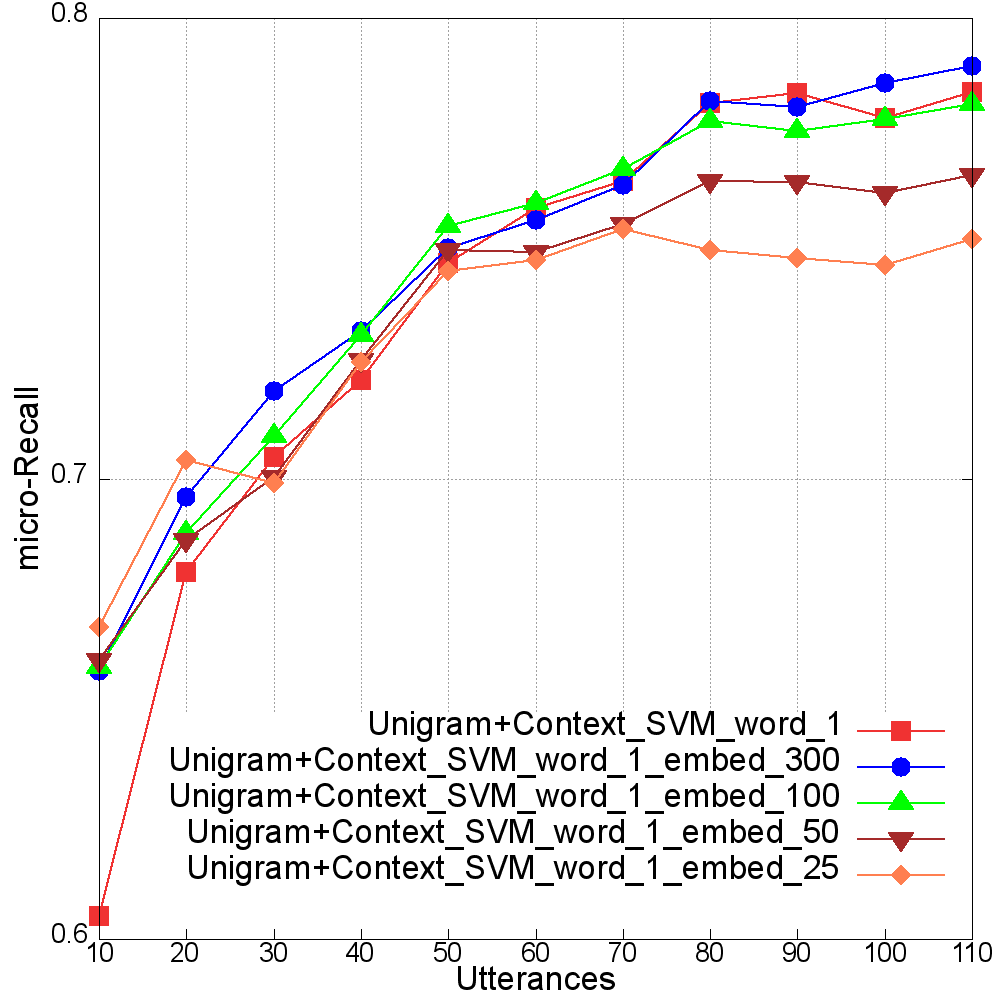 0.8
0.7
0.6
micro-Recall
Unigram+Context_SVM_word_1
Unigram+Context_SVM_word_1_embed_300
Unigram+Context_SVM_word_1_embed_100
Unigram+Context_SVM_word_1_embed_50
Unigram+Context_SVM_word_1_embed_25
10 20 30 40 50 60 70 80 90 100 110
Utterances